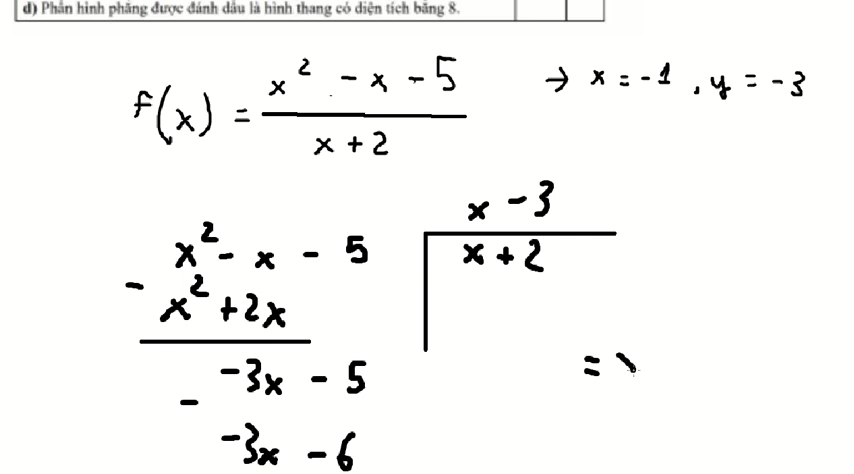 d) Phần hình phẳng được đánh dấu là hình thang có diện tích bằng 8.
f(x) = (x² - x - 5)/(x + 2) → x = -1, y = -3
x - 3
x² - x - 5 x + 2
- x² + 2x
-3x - 5 =
- -3x - 6